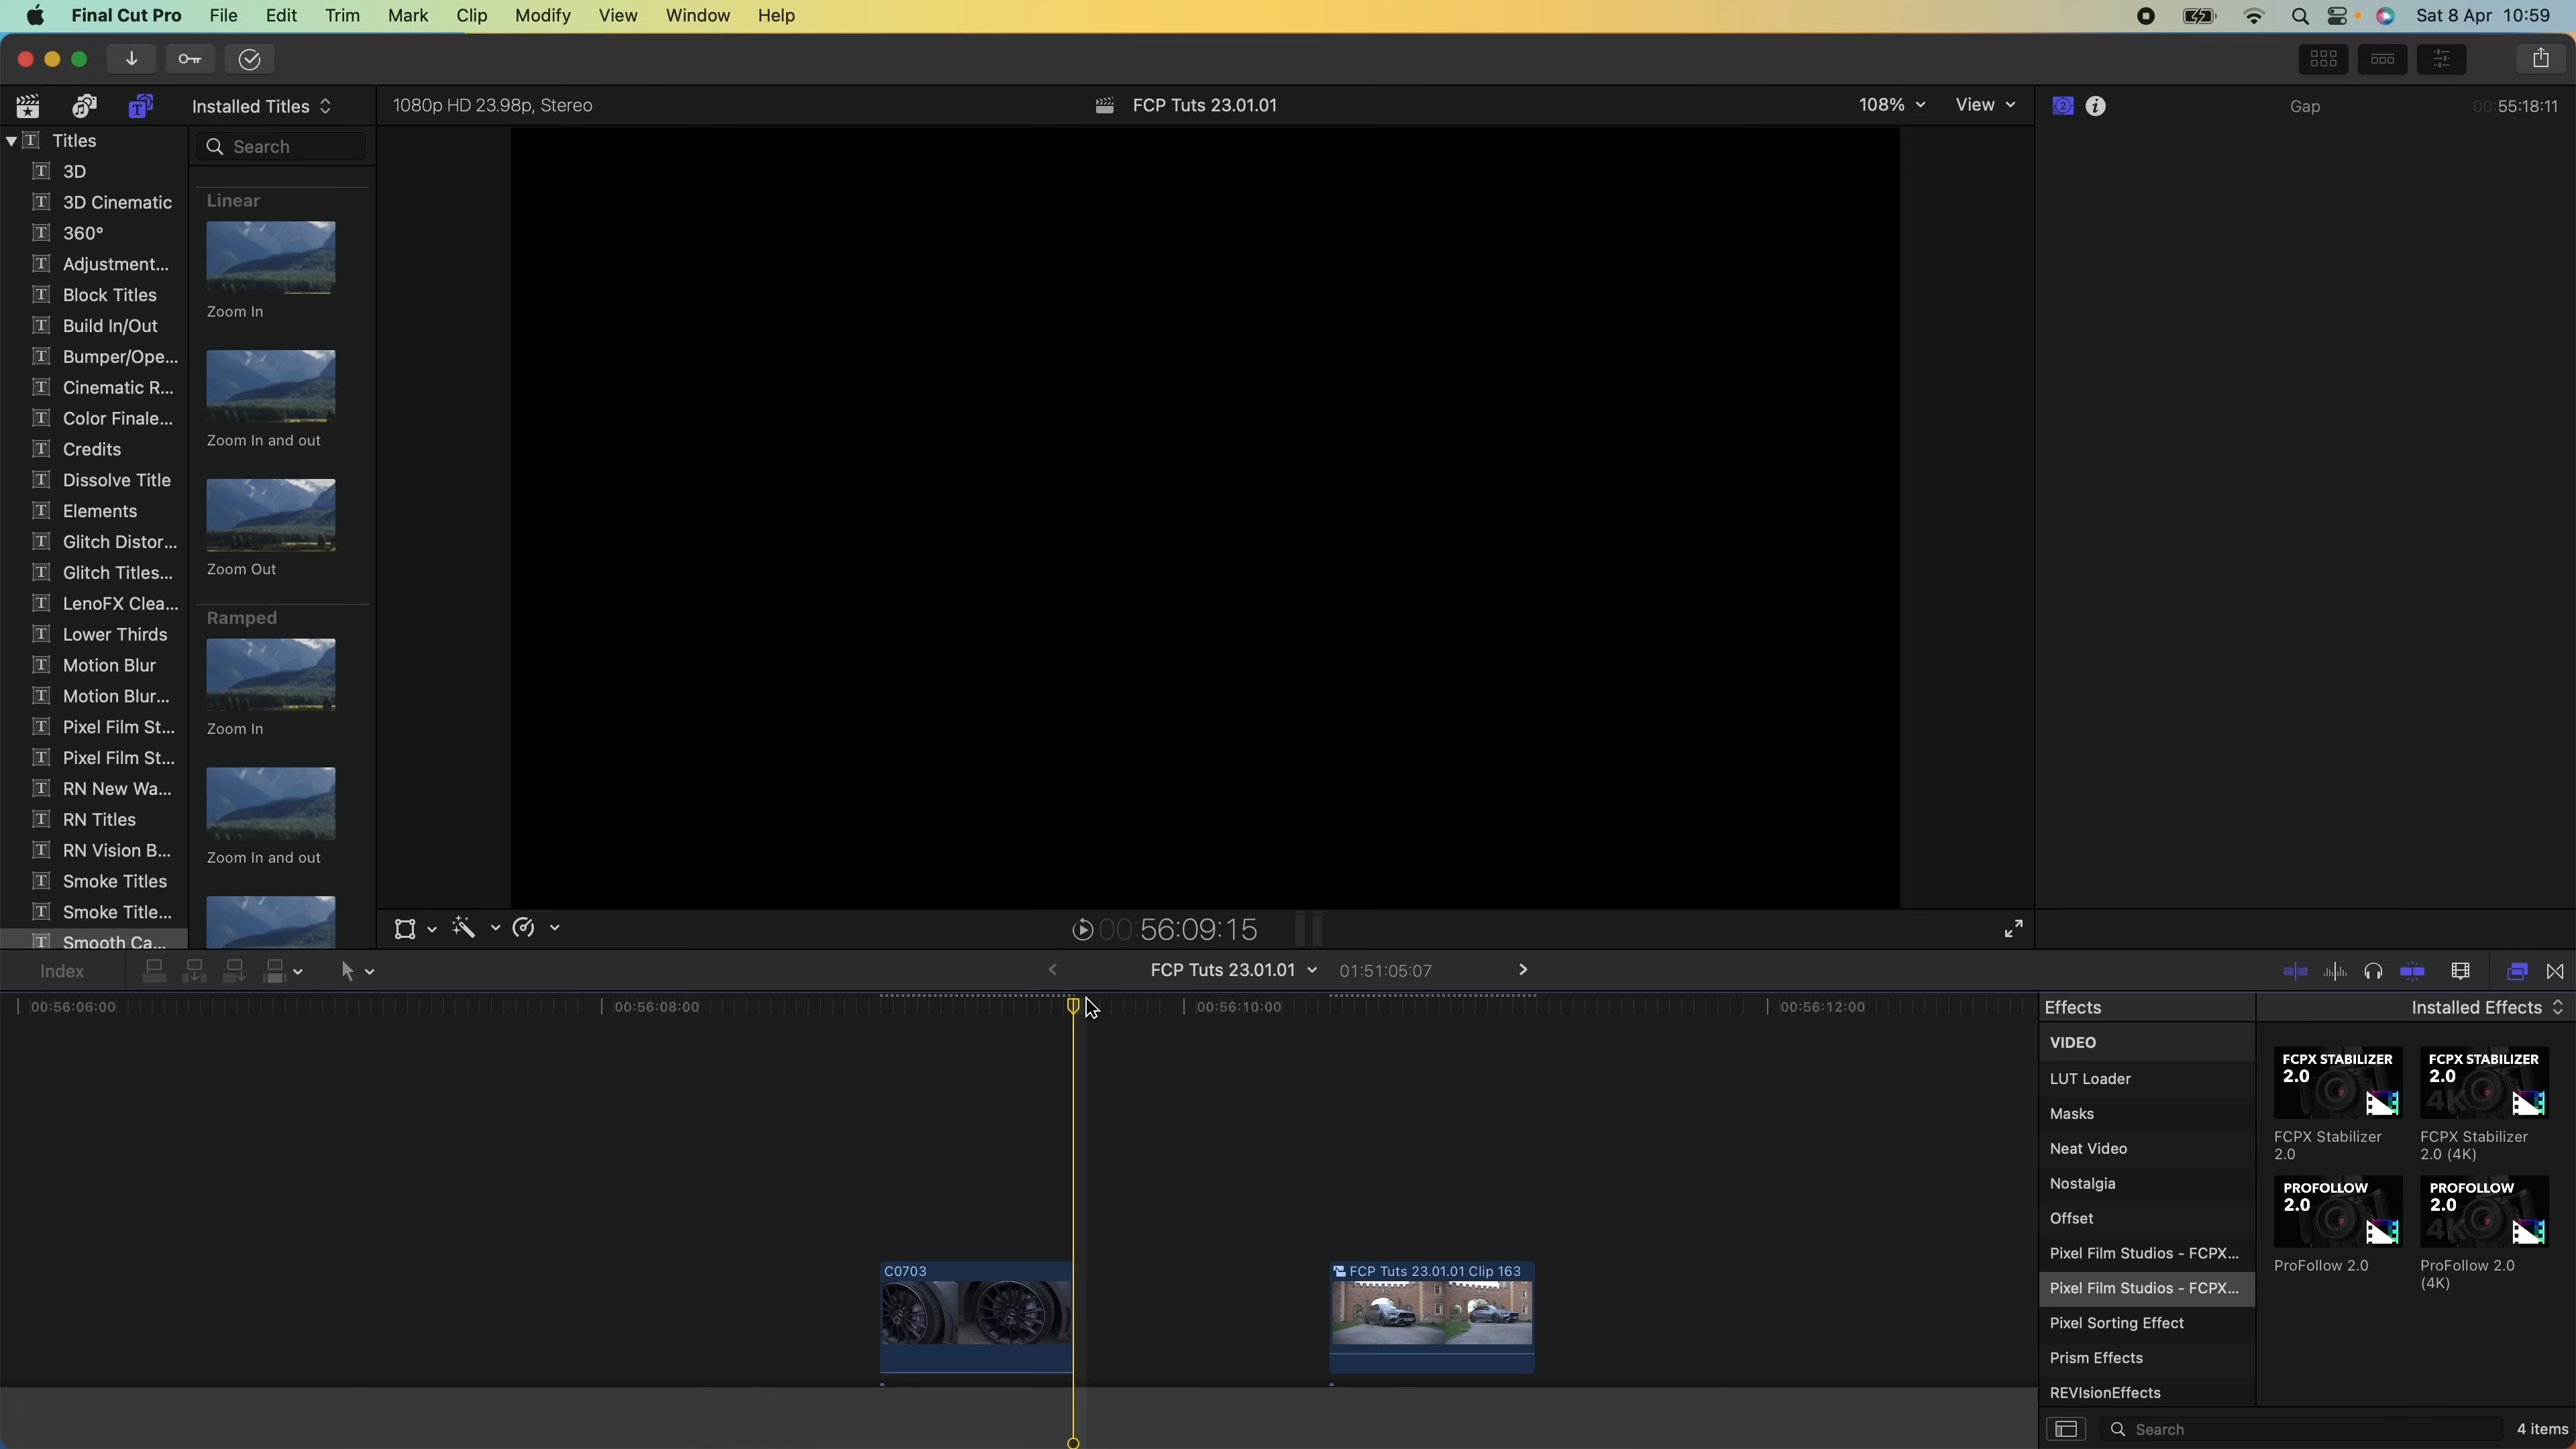 Final Cut Pro File Edit Trim Mark Clip Modify View Window Help Sat 8 Apr 10:59
Installed Titles
1080p HD 23.98p, Stereo
FCP Tuts 23.01.01
108%
View
Gap
00:55:18:11
Titles
3D
3D Cinematic
360°
Adjustment...
Block Titles
Build In/Out
Bumper/Ope...
Cinematic R...
Color Finale...
Credits
Dissolve Title
Elements
Glitch Distor...
Glitch Titles...
LenoFX Clea...
Lower Thirds
Motion Blur
Motion Blur...
Pixel Film St...
Pixel Film St...
RN New Wa...
RN Titles
RN Vision B...
Smoke Titles
Smoke Title...
Smooth Ca...
Search
Linear
Zoom In
Zoom In and out
Zoom Out
Ramped
Zoom In
Zoom In and out
00:56:09:15
Index
FCP Tuts 23.01.01
01:51:05:07
00:56:06:00
00:56:08:00
00:56:10:00
00:56:12:00
C0703
FCP Tuts 23.01.01 Clip 163
Effects
Installed Effects
VIDEO
LUT Loader
Masks
Neat Video
Nostalgia
Offset
Pixel Film Studios - FCPX...
Pixel Film Studios - FCPX...
Pixel Sorting Effect
Prism Effects
REVIsionEffects
FCPX STABILIZER
2.0
FCPX Stabilizer
2.0
FCPX STABILIZER
2.0
4K
FCPX Stabilizer
2.0 (4K)
PROFOLLOW
2.0
ProFollow 2.0
PROFOLLOW
2.0
4K
ProFollow 2.0
(4K)
Search
4 items